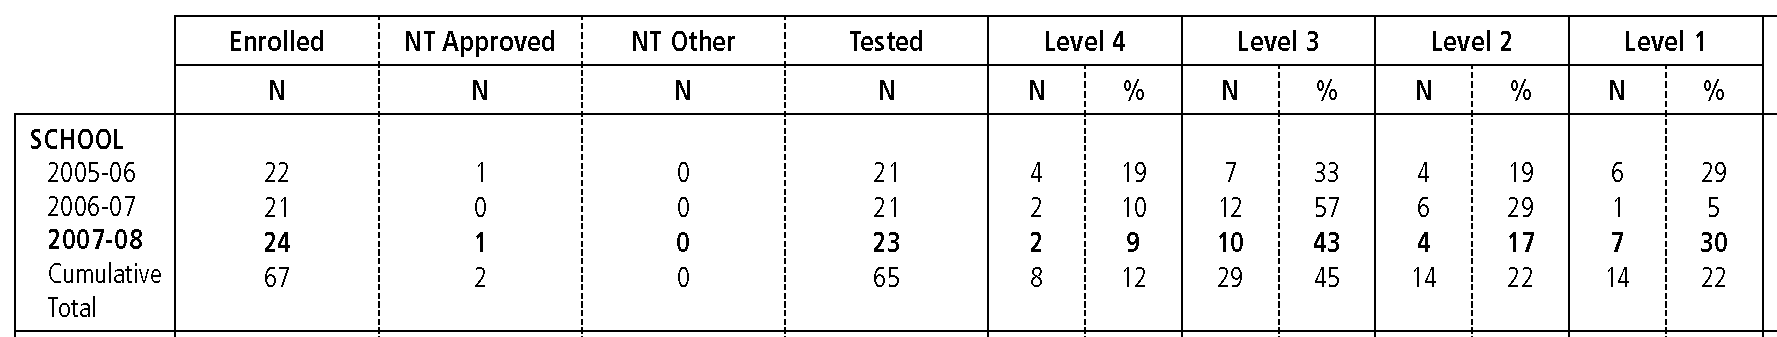 Enrolled NT Approved NT Other Tested Level 4 Level 3 Level 2 Level 1
N N N N N % N % N % N %
SCHOOL
2005-06 22 1 0 21 4 19 7 33 4 19 6 29
2006-07 21 0 0 21 2 10 12 57 6 29 1 5
2007-08 24 1 0 23 2 9 10 43 4 17 7 30
Cumulative 67 2 0 65 8 12 29 45 14 22 14 22
Total